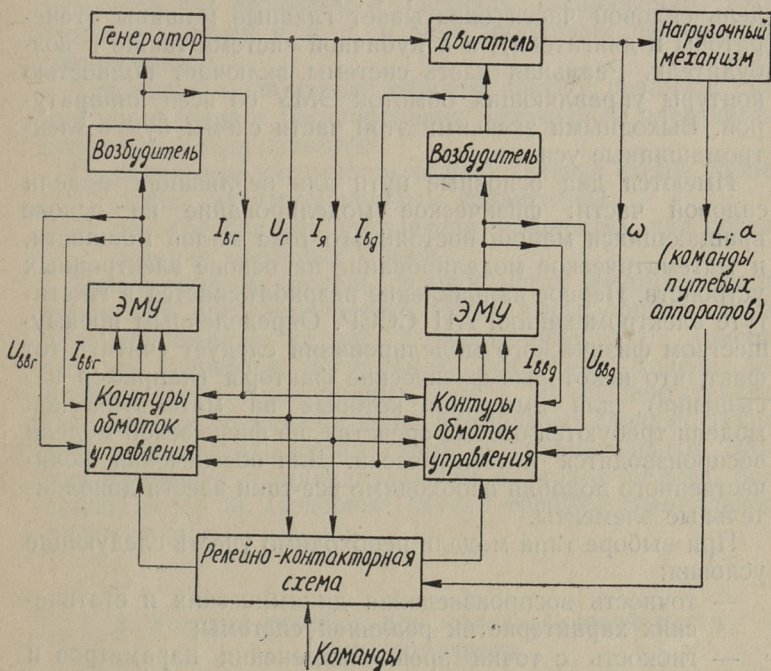 Генератор
Двигатель
Нагрузочный
механизм
Возбудитель
Возбудитель
Iвг
Uг
Iя
Iвд
ω
L; α
(команды
путевых
аппаратов)
ЭМУ
ЭМУ
Uввг
Iввг
Iввд
Uввд
Контуры
обмоток
управления
Контуры
обмоток
управления
Релейно-контакторная
схема
Команды